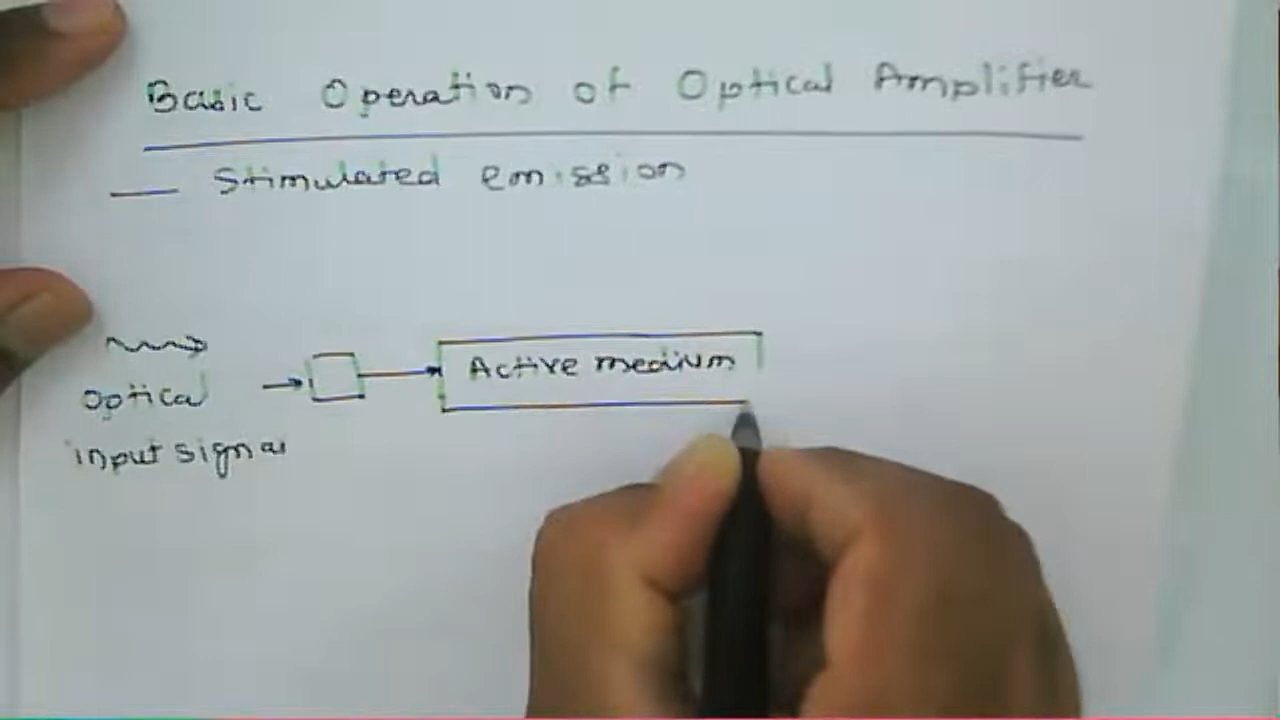 Basic Operation of Optical Amplifier
— Stimulated emission
Active medium
Optical
input signal